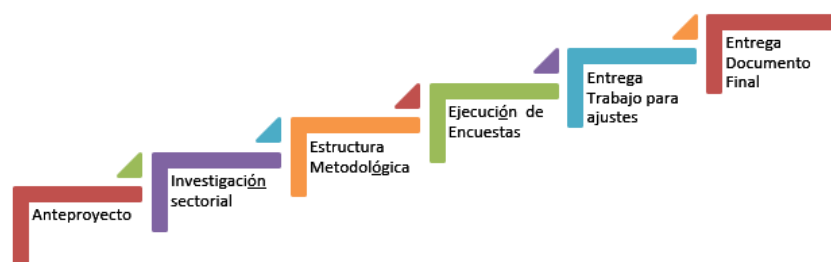 Anteproyecto
Investigación
sectorial
Estructura
Metodológica
Ejecución de
Encuestas
Entrega
Trabajo para
ajustes
Entrega
Documento
Final